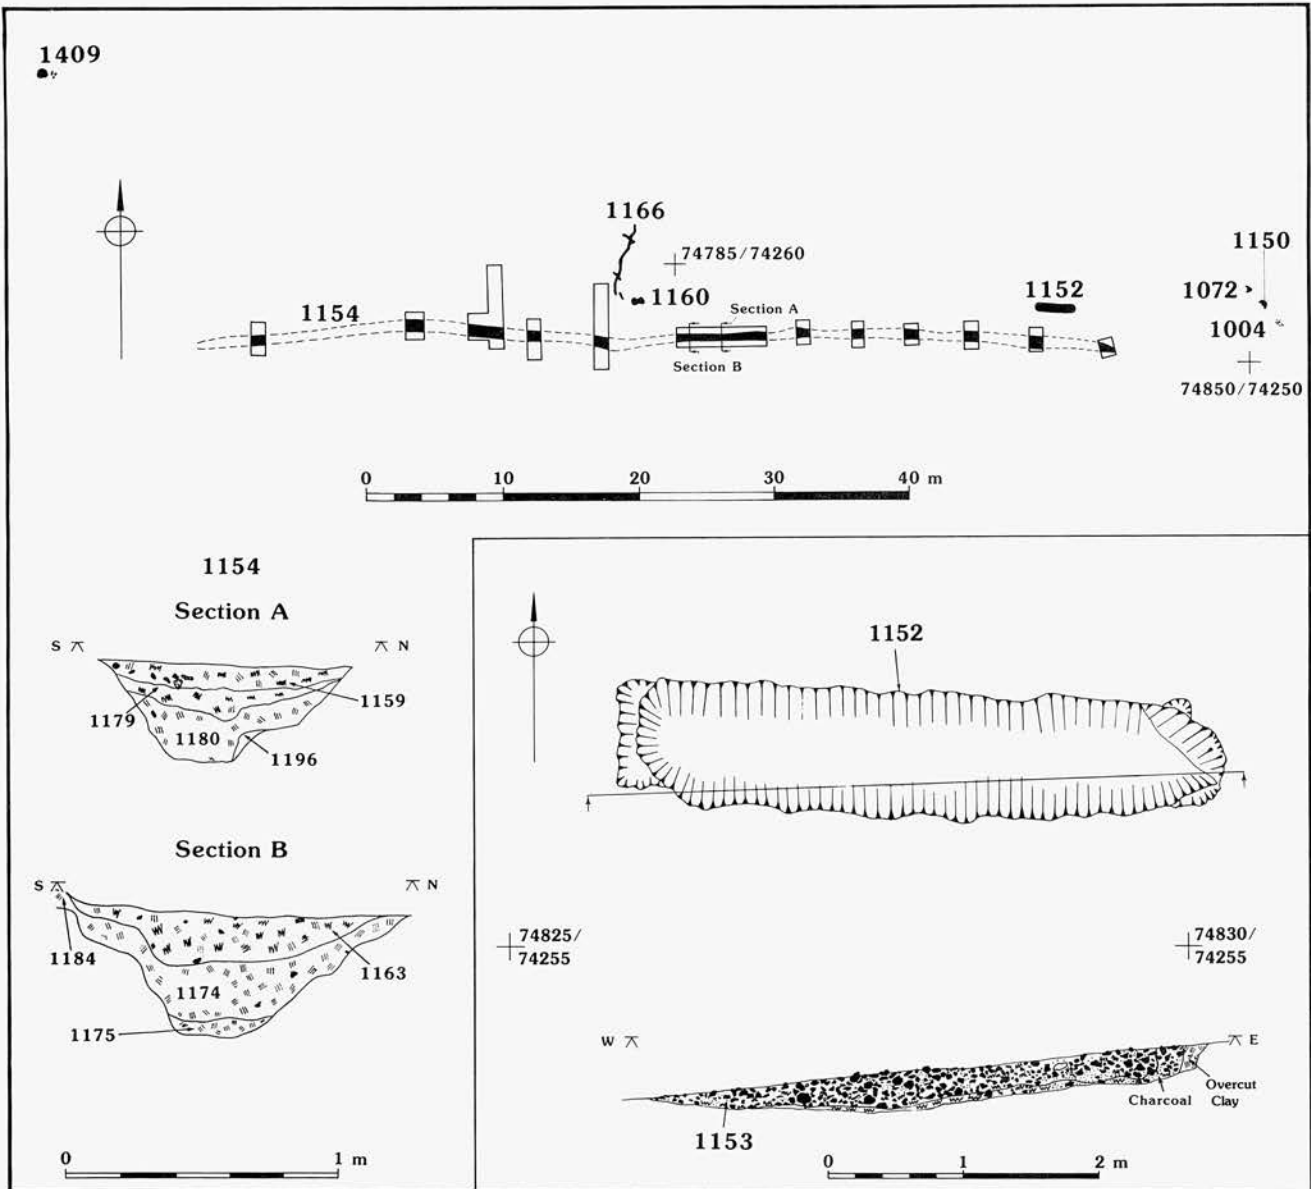 1409
1166
74785/74260
1150
1160
1152
1072
1154
Section A
1004
Section B
74850/74250
0 10 20 30 40 m
1154
Section A
S N
1179
1159
1180
1196
Section B
S N
1184
1163
1174
1175
0 1 m
1152
74825/
74255
74830/
74255
W E
Overcut
Clay
Charcoal
1153
0 1 2 m